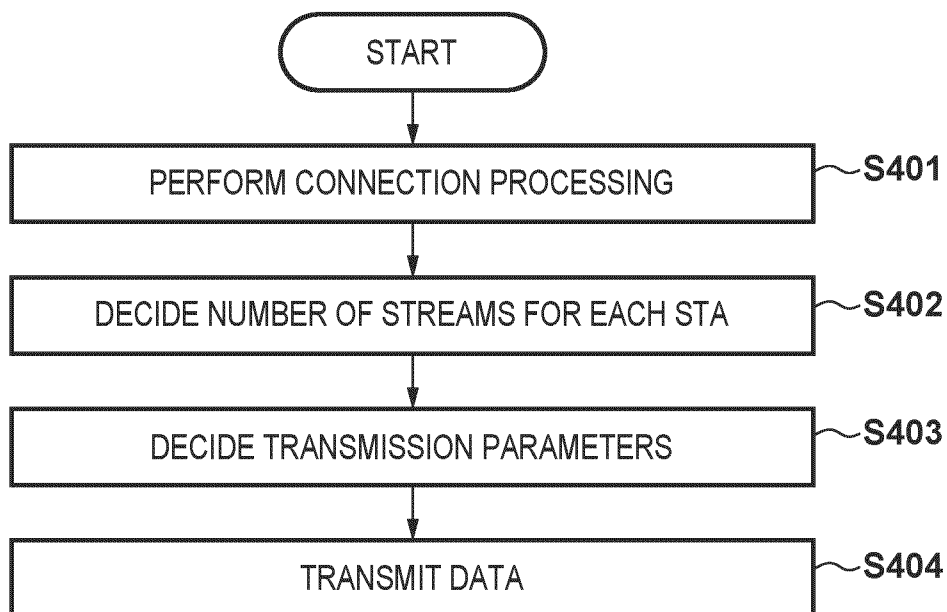 START
PERFORM CONNECTION PROCESSING
S401
DECIDE NUMBER OF STREAMS FOR EACH STA
S402
DECIDE TRANSMISSION PARAMETERS
S403
TRANSMIT DATA
S404